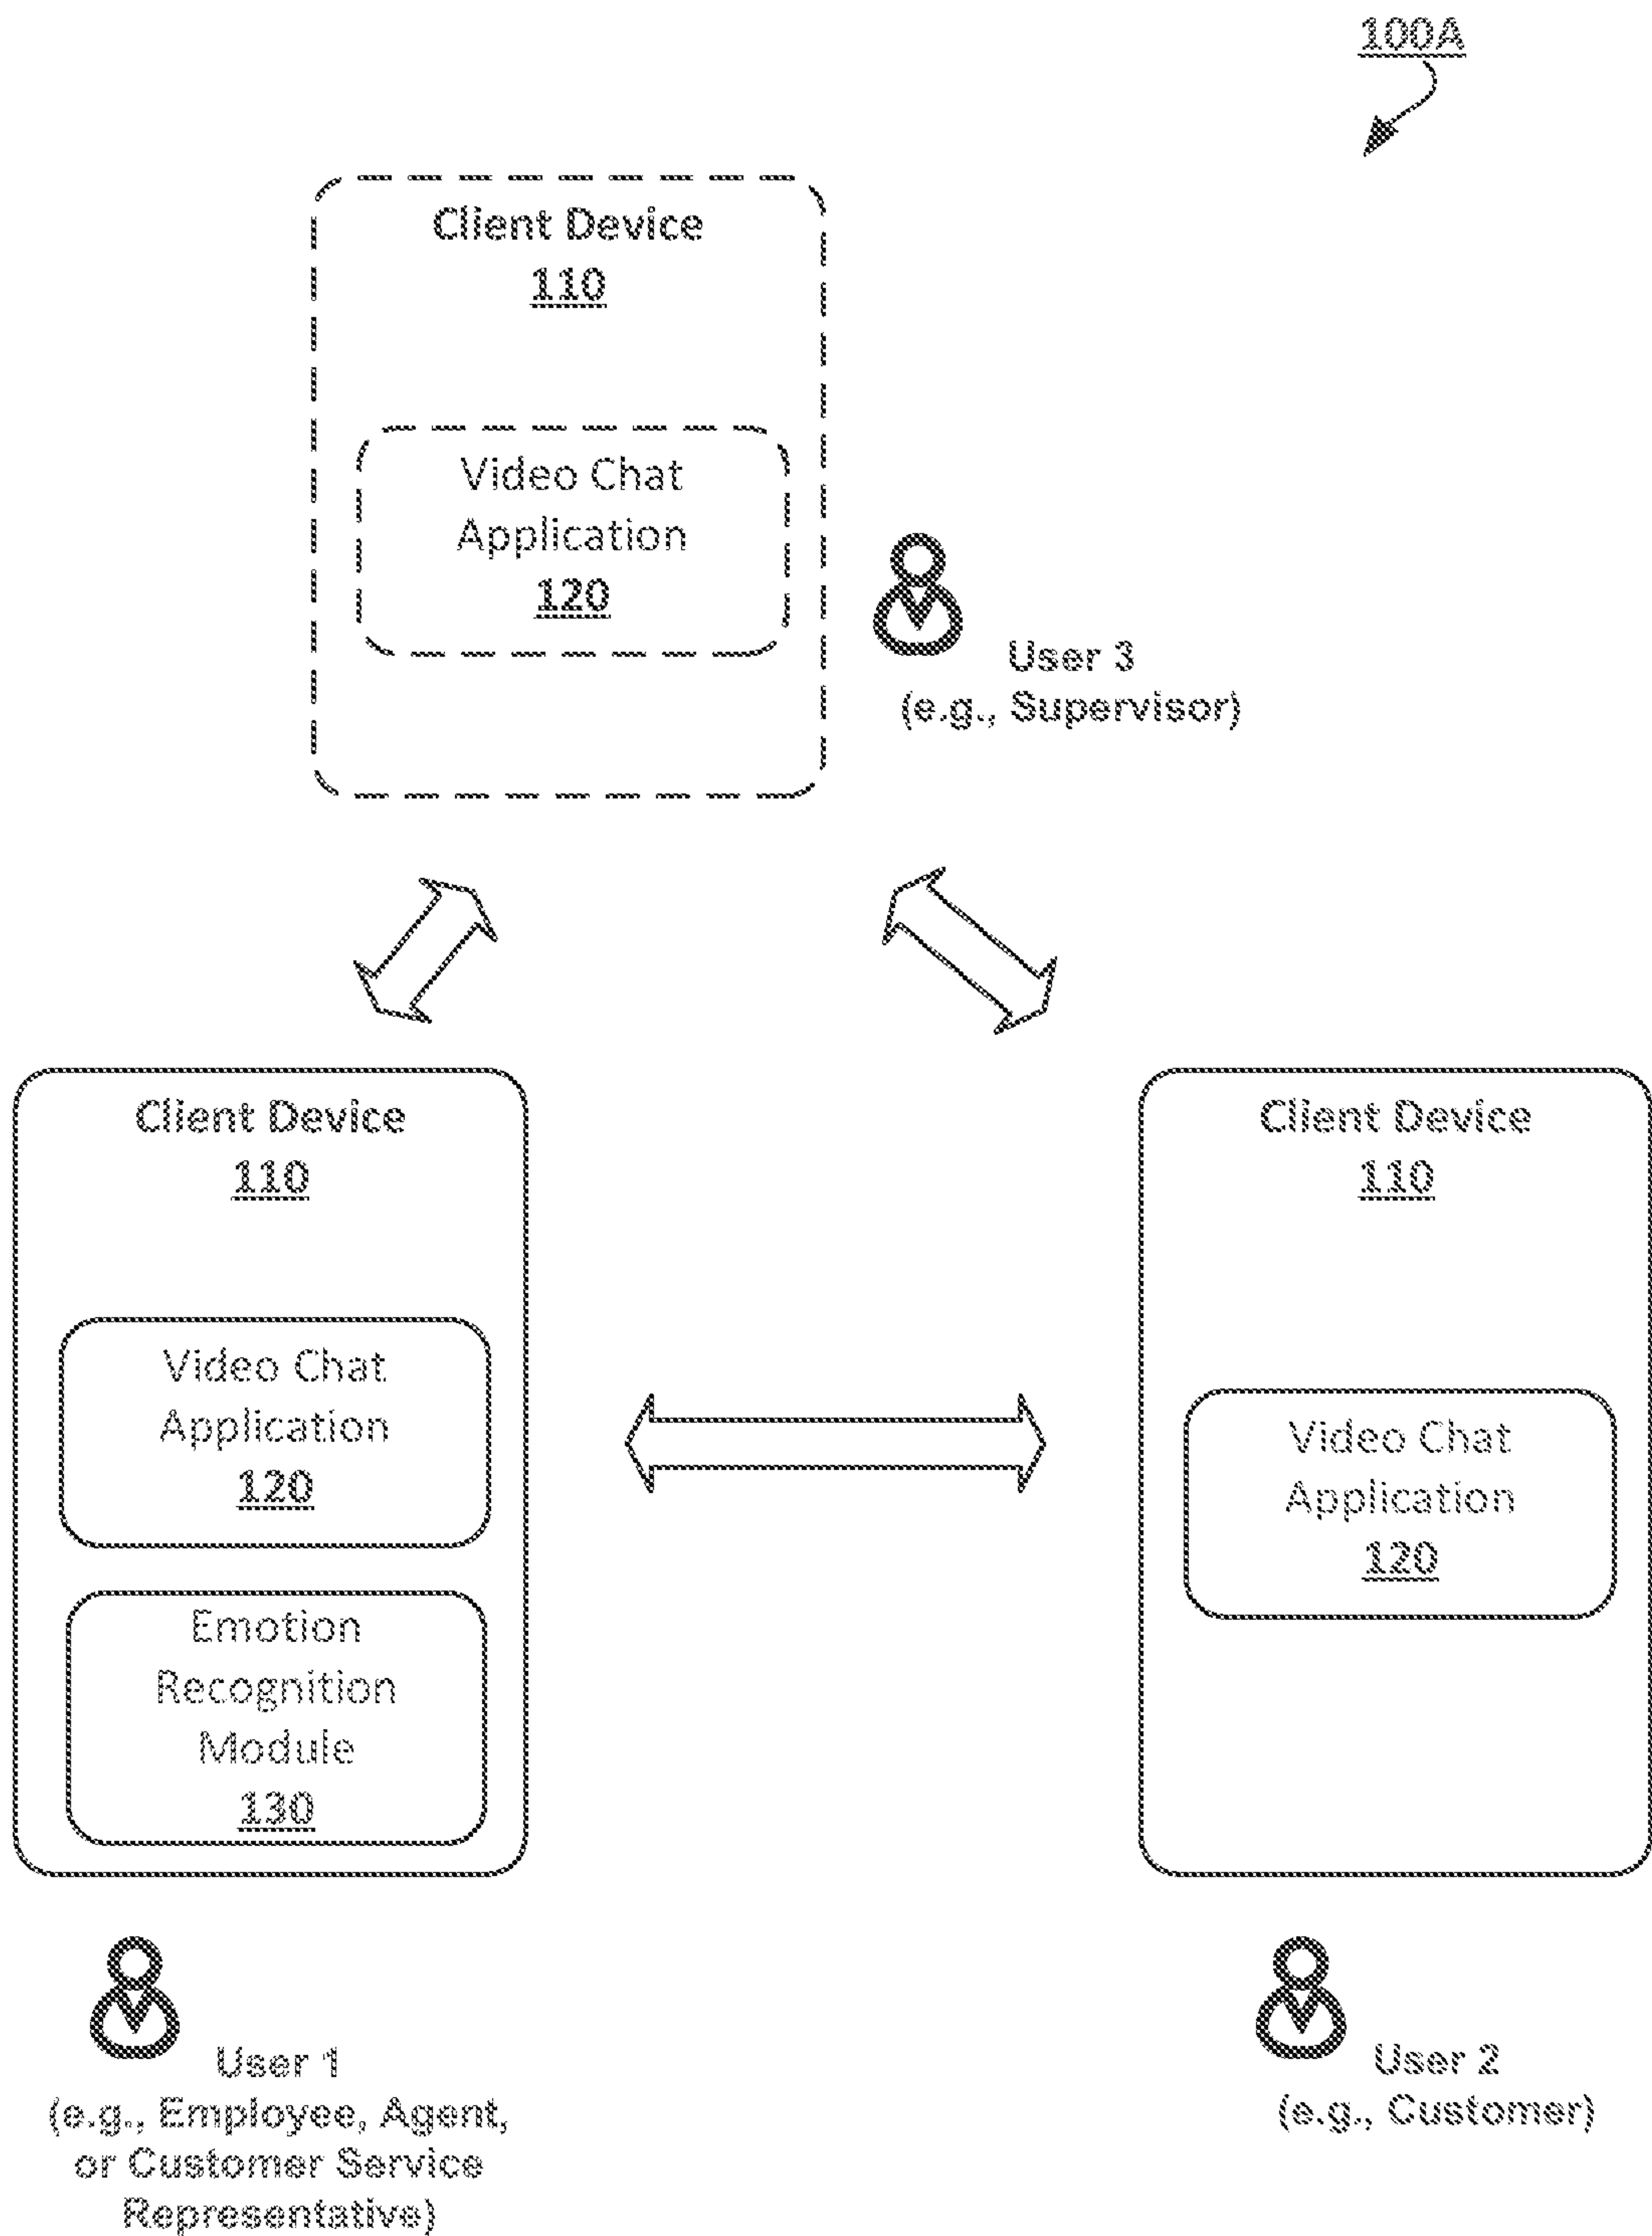 100A
Client Device
110
Video Chat
Application
120
User 3
(e.g., Supervisor)
Client Device
110
Video Chat
Application
120
Emotion
Recognition
Module
130
Client Device
110
Video Chat
Application
120
User 1
(e.g., Employee, Agent,
or Customer Service
Representative)
User 2
(e.g., Customer)